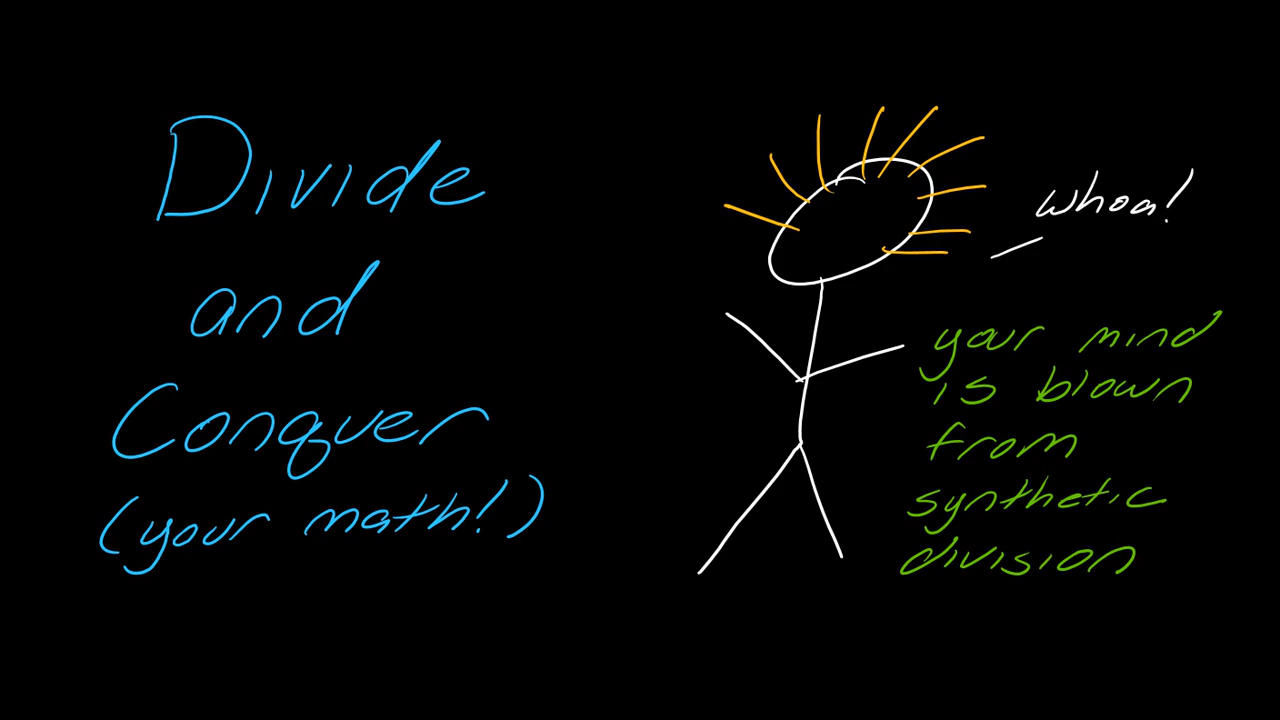 Divide
and
Conquer
(your math!)
whoa!
your mind
is blown
from
synthetic
division